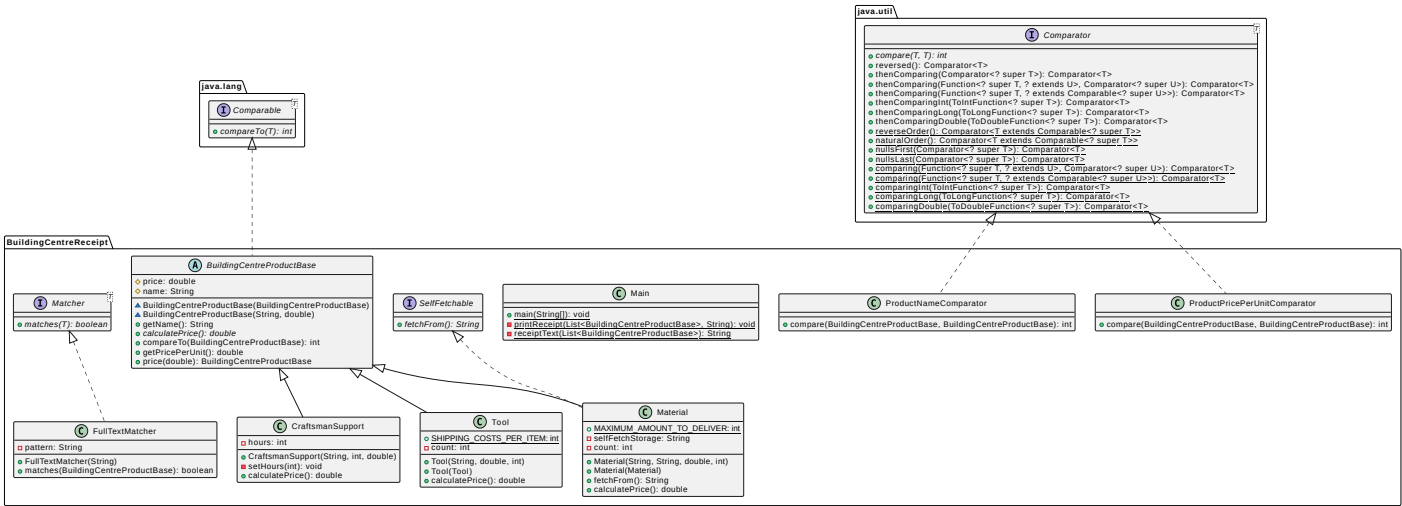 java.util
I Comparator T
compare(T, T): int
reversed(): Comparator<T>
thenComparing(Comparator<? super T>): Comparator<T>
thenComparing(Function<? super T, ? extends U>, Comparator<? super U>): Comparator<T>
thenComparing(Function<? super T, ? extends Comparable<? super U>>): Comparator<T>
thenComparingInt(ToIntFunction<? super T>): Comparator<T>
thenComparingLong(ToLongFunction<? super T>): Comparator<T>
thenComparingDouble(ToDoubleFunction<? super T>): Comparator<T>
reverseOrder(): Comparator<T extends Comparable<? super T>>
naturalOrder(): Comparator<T extends Comparable<? super T>>
nullsFirst(Comparator<? super T>): Comparator<T>
nullsLast(Comparator<? super T>): Comparator<T>
comparing(Function<? super T, ? extends U>, Comparator<? super U>): Comparator<T>
comparing(Function<? super T, ? extends Comparable<? super U>>): Comparator<T>
comparingInt(ToIntFunction<? super T>): Comparator<T>
comparingLong(ToLongFunction<? super T>): Comparator<T>
comparingDouble(ToDoubleFunction<? super T>): Comparator<T>
java.lang
I Comparable T
compareTo(T): int
BuildingCentreReceipt
I Matcher T
matches(T): boolean
A BuildingCentreProductBase
price: double
name: String
BuildingCentreProductBase(BuildingCentreProductBase)
BuildingCentreProductBase(String, double)
getName(): String
calculatePrice(): double
compareTo(BuildingCentreProductBase): int
getPricePerUnit(): double
price(double): BuildingCentreProductBase
I SelfFetchable
fetchFrom(): String
C Main
main(String[]): void
printReceipt(List<BuildingCentreProductBase>, String): void
receiptText(List<BuildingCentreProductBase>): String
C ProductNameComparator
compare(BuildingCentreProductBase, BuildingCentreProductBase): int
C ProductPricePerUnitComparator
compare(BuildingCentreProductBase, BuildingCentreProductBase): int
C FullTextMatcher
pattern: String
FullTextMatcher(String)
matches(BuildingCentreProductBase): boolean
C CraftsmanSupport
hours: int
CraftsmanSupport(String, int, double)
setHours(int): void
calculatePrice(): double
C Tool
SHIPPING_COSTS_PER_ITEM: int
count: int
Tool(String, double, int)
Tool(Tool)
calculatePrice(): double
C Material
MAXIMUM_AMOUNT_TO_DELIVER: int
selfFetchStorage: String
count: int
Material(String, String, double, int)
Material(Material)
fetchFrom(): String
calculatePrice(): double